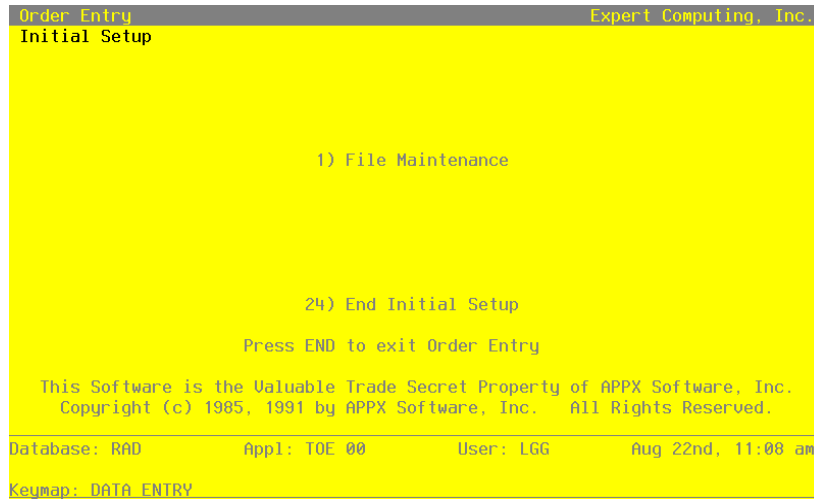 Order Entry Expert Computing, Inc.
Initial Setup
1) File Maintenance
24) End Initial Setup
Press END to exit Order Entry
This Software is the Valuable Trade Secret Property of APPX Software, Inc.
Copyright (c) 1985, 1991 by APPX Software, Inc. All Rights Reserved.
Database: RAD Appl: TOE 00 User: LGG Aug 22nd, 11:08 am
Keymap: DATA ENTRY